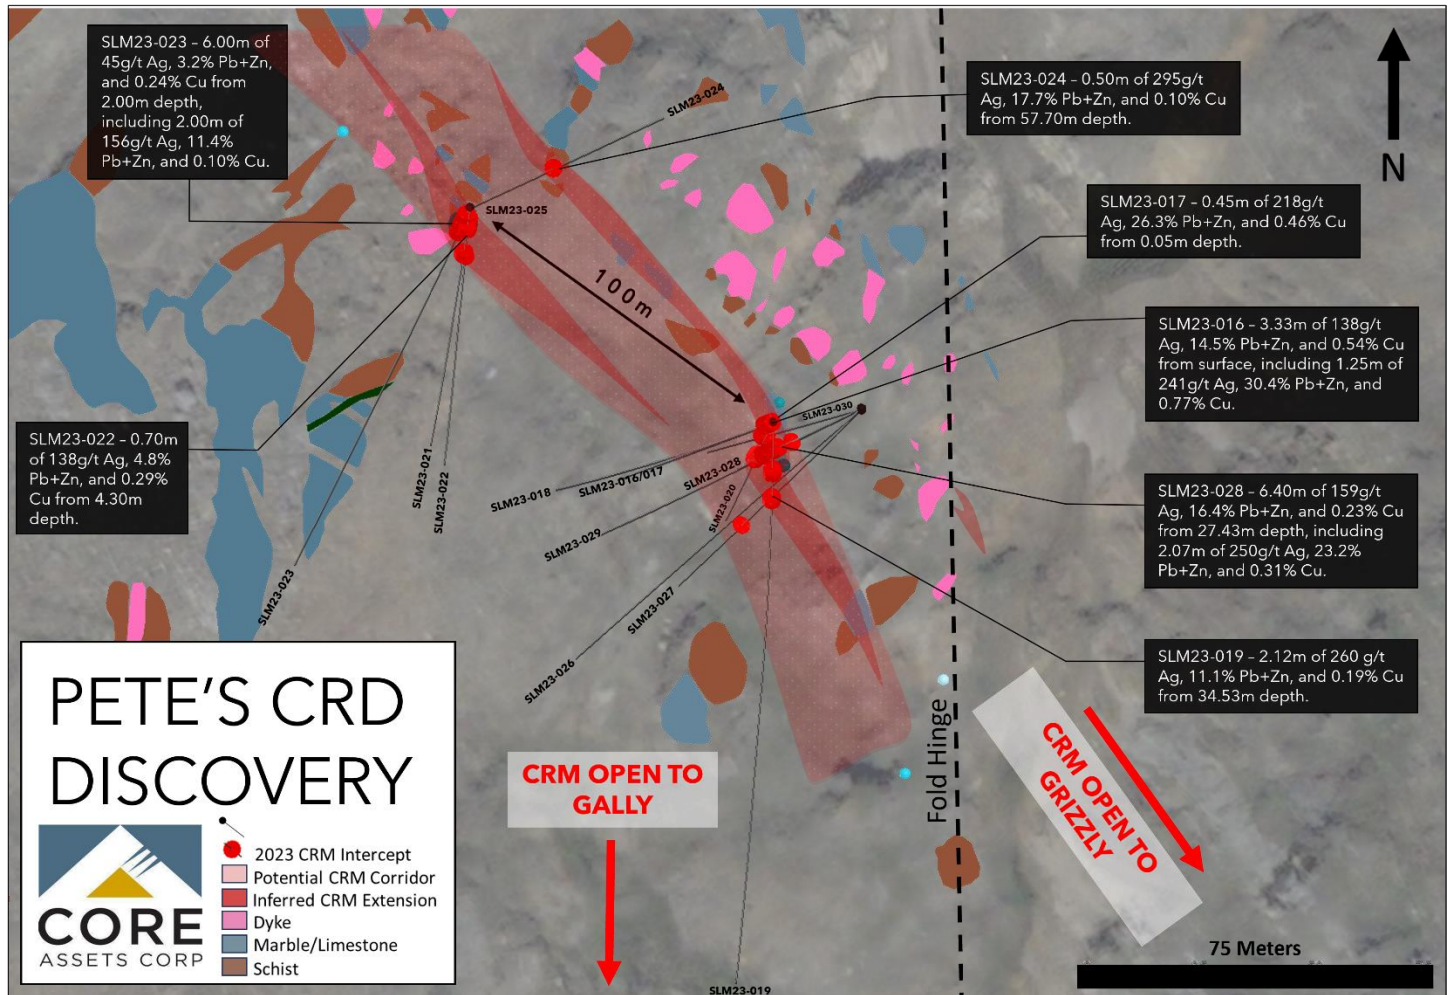 SLM23-023 – 6.00m of
45g/t Ag, 3.2% Pb+Zn,
and 0.24% Cu from
2.00m depth,
including 2.00m of
156g/t Ag, 11.4%
Pb+Zn, and 0.10% Cu.
SLM23-024
SLM23-024 – 0.50m of 295g/t
Ag, 17.7% Pb+Zn, and 0.10% Cu
from 57.70m depth.
N
SLM23-025
SLM23-017 – 0.45m of 218g/t
Ag, 26.3% Pb+Zn, and 0.46% Cu
from 0.05m depth.
100m
SLM23-016 – 3.33m of 138g/t
Ag, 14.5% Pb+Zn, and 0.54% Cu
from surface, including 1.25m of
241g/t Ag, 30.4% Pb+Zn, and
0.77% Cu.
SLM23-022 – 0.70m
of 138g/t Ag, 4.8%
Pb+Zn, and 0.29%
Cu from 4.30m
depth.
SLM23-021
SLM23-022
SLM23-023
SLM23-030
SLM23-018
SLM23-016/017
SLM23-028
SLM23-020
SLM23-029
SLM23-027
SLM23-026
SLM23-028 – 6.40m of 159g/t
Ag, 16.4% Pb+Zn, and 0.23% Cu
from 27.43m depth, including
2.07m of 250g/t Ag, 23.2%
Pb+Zn, and 0.31% Cu.
SLM23-019 – 2.12m of 260 g/t
Ag, 11.1% Pb+Zn, and 0.19% Cu
from 34.53m depth.
PETE'S CRD
DISCOVERY
CORE
ASSETS CORP
2023 CRM Intercept
Potential CRM Corridor
Inferred CRM Extension
Dyke
Marble/Limestone
Schist
CRM OPEN TO
GALLY
Fold Hinge
CRM OPEN TO
GRIZZLY
75 Meters
SLM23-019